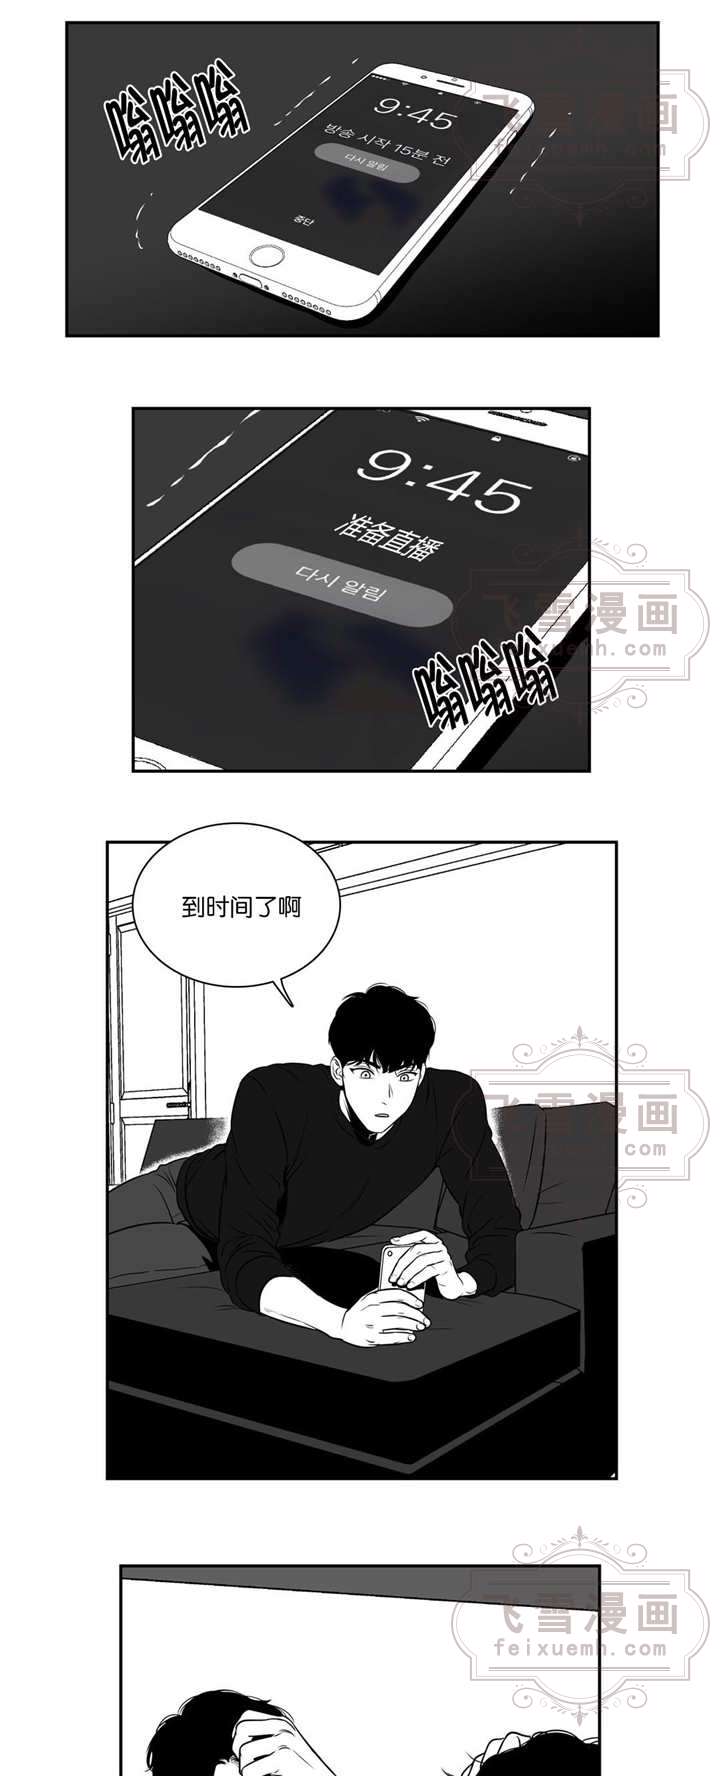 嗡嗡嗡
9:45
방송 시작 15분 전
다시 알림
중단
飞雪漫画
feixuemh.com
9:45
准备直播
다시 알림
嗡嗡嗡
飞雪漫画
feixuemh.com
到时间了啊
飞雪漫画
feixuemh.com
飞雪漫画
feixuemh.com